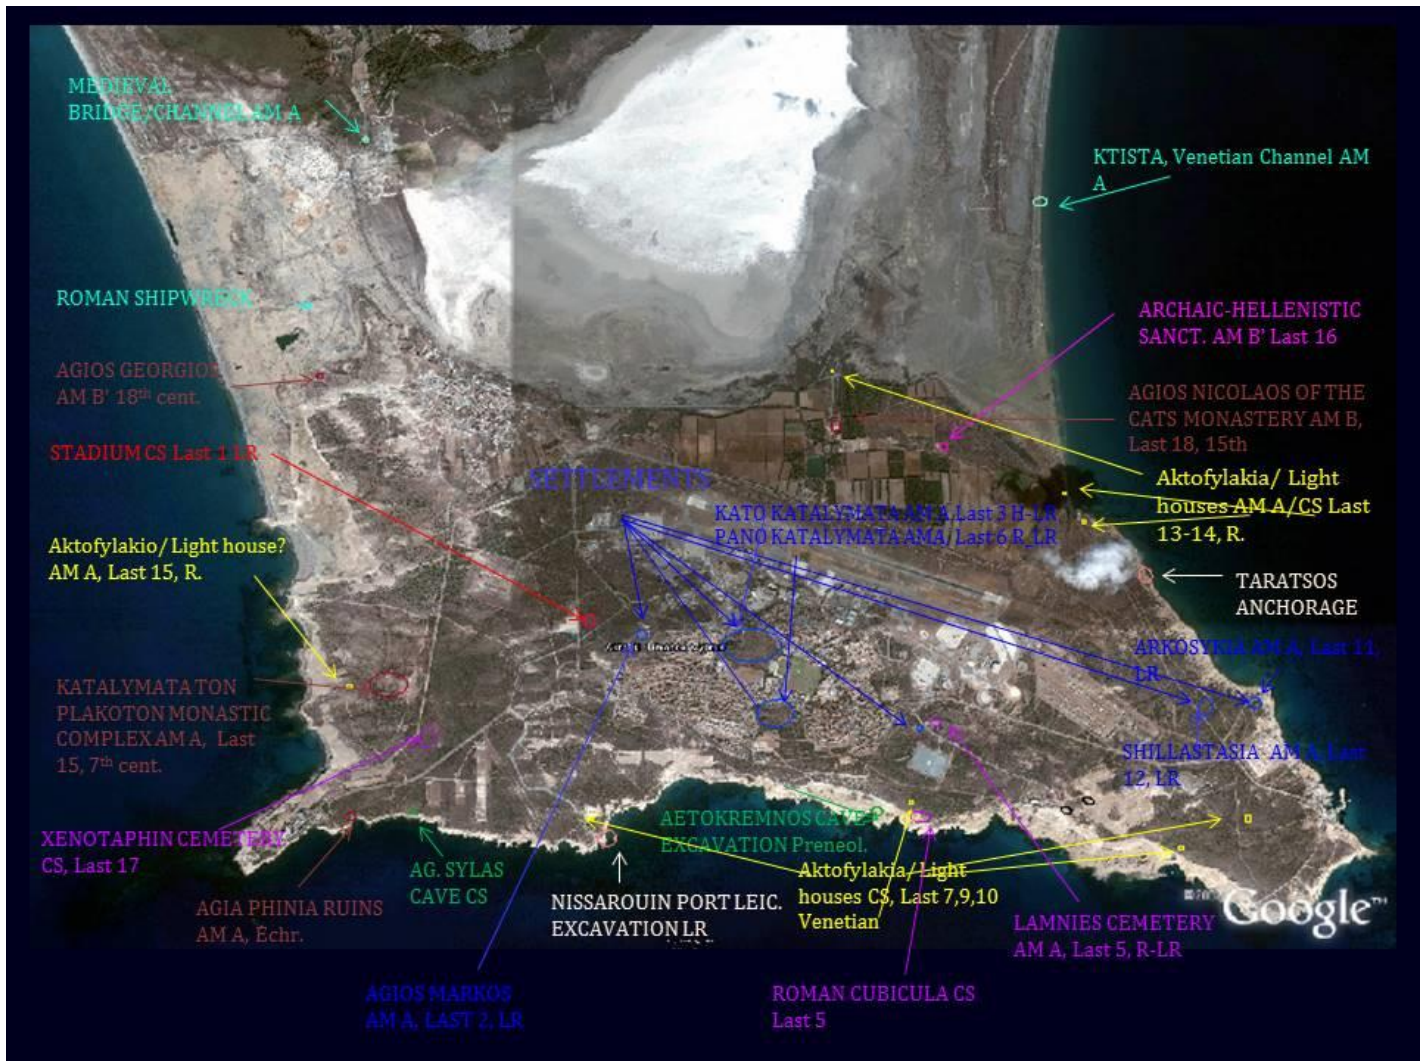 MEDIEVAL
BRIDGE/CHANNEL AM A
KTISTA, Venetian Channel AM
A
ROMAN SHIPWRECK
ARCHAIC-HELLENISTIC
SANCT. AM B' Last 16
AGIOS GEORGIOS
AM B' 18th cent.
AGIOS NICOLAOS OF THE
CATS MONASTERY AM B,
Last 18, 15th
STADIUM CS Last 1 LR
SETTLEMENTS
Aktofylakia/ Light
houses AM A/CS Last
13-14, R.
KATO KATALYMATA AM A, Last 3 H-LR
PANO KATALYMATA AMA, Last 6 R_LR
Aktofylakio/Light house?
AM A, Last 15, R.
TARATSOS
ANCHORAGE
ARKOSYKIA AM A, Last 11,
LR
KATALYMATA TON
PLAKOTON MONASTIC
COMPLEX AM A, Last
15, 7th cent.
SHILLASTASIA AM A, Last
12, LR
XENOTAPHIN CEMETERY
CS, Last 17
AETOKREMNOS CAVE
EXCAVATION Preneol.
AG. SYLAS
CAVE CS
Aktofylakia/Light
houses CS, Last 7,9,10
Venetian
AGIA PHINIA RUINS
AM A, Echr.
NISSAROUIN PORT LEIC.
EXCAVATION LR
LAMNIES CEMETERY
AM A, Last 5, R-LR
Google™
AGIOS MARKOS
AM A, LAST 2, LR
ROMAN CUBICULA CS
Last 5